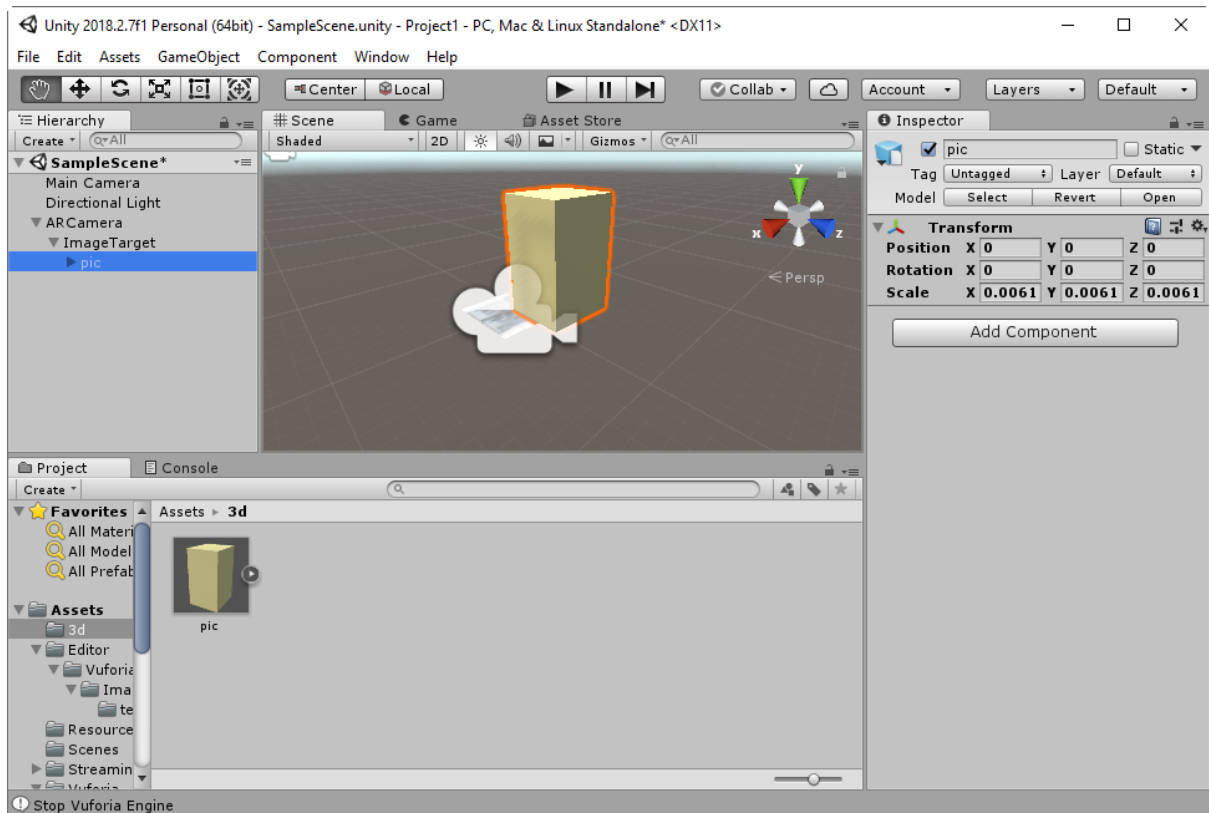 Unity 2018.2.7f1 Personal (64bit) - SampleScene.unity - Project1 - PC, Mac & Linux Standalone* <DX11>
File Edit Assets GameObject Component Window Help
Center Local Collab Account Layers Default
Hierarchy
Create All
SampleScene*
Main Camera
Directional Light
ARCamera
ImageTarget
pic
Scene Game Asset Store
Shaded 2D Gizmos All
y
x z
Persp
Inspector
pic Static
Tag Untagged Layer Default
Model Select Revert Open
Transform
Position X 0 Y 0 Z 0
Rotation X 0 Y 0 Z 0
Scale X 0.0061 Y 0.0061 Z 0.0061
Add Component
Project Console
Create
Favorites
All Materi
All Model
All Prefab
Assets
3d
Editor
Vuforia
Ima
te
Resource
Scenes
Streamin
Vuforia
Assets 3d
pic
Stop Vuforia Engine